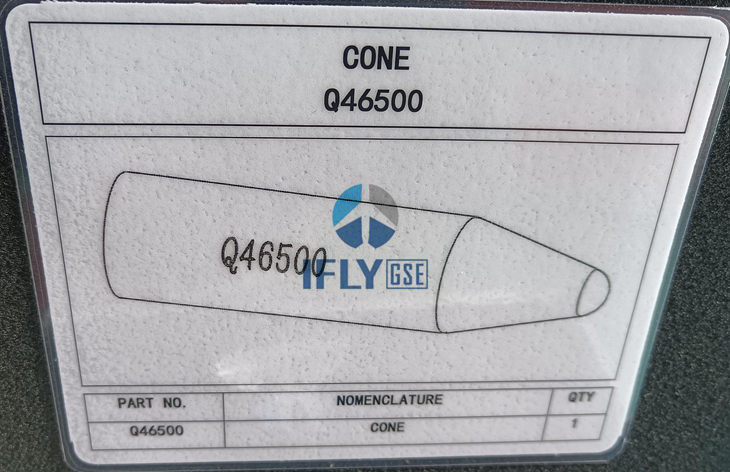 CONE
Q46500
Q46500
IFLY GSE
PART NO. NOMENCLATURE QTY
Q46500 CONE 1